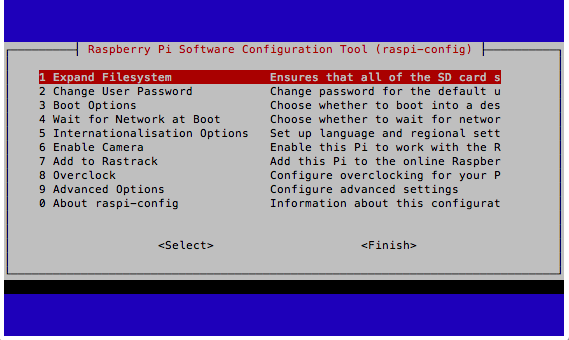 Raspberry Pi Software Configuration Tool (raspi-config)
1 Expand Filesystem Ensures that all of the SD card s
2 Change User Password Change password for the default u
3 Boot Options Choose whether to boot into a des
4 Wait for Network at Boot Choose whether to wait for networ
5 Internationalisation Options Set up language and regional sett
6 Enable Camera Enable this Pi to work with the R
7 Add to Rastrack Add this Pi to the online Raspber
8 Overclock Configure overclocking for your P
9 Advanced Options Configure advanced settings
0 About raspi-config Information about this configurat
<Select> <Finish>